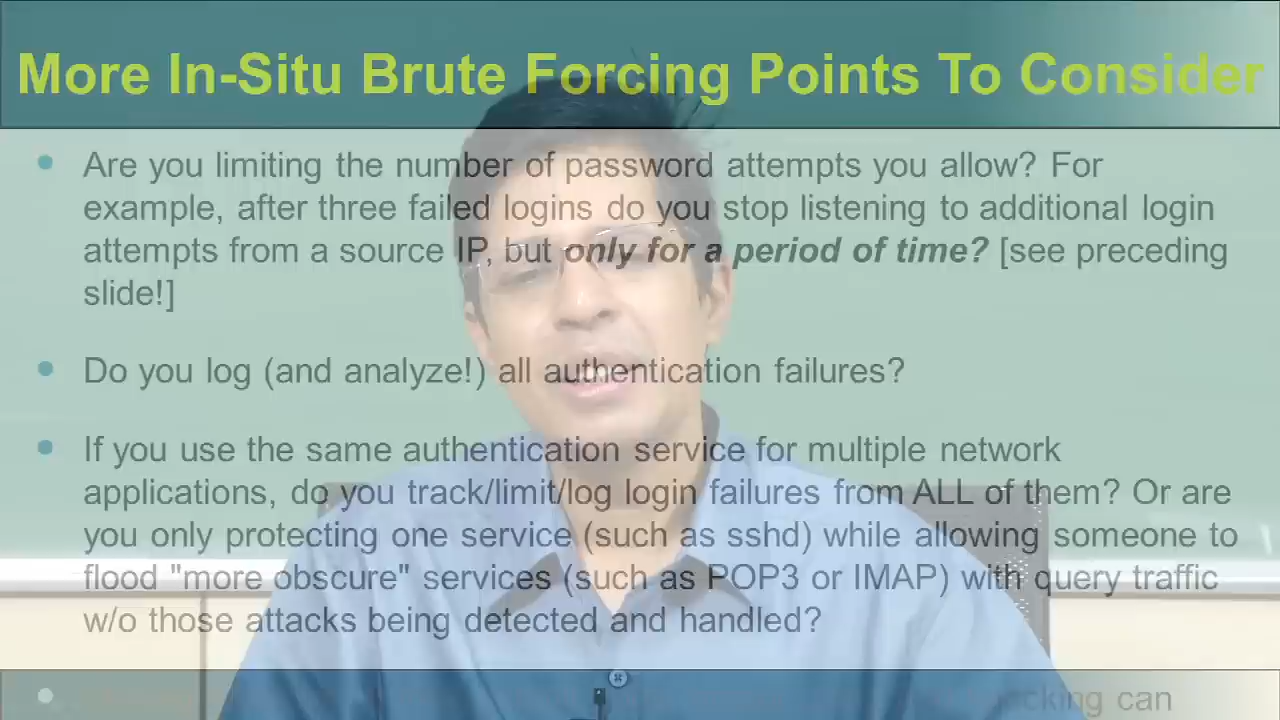 More In-Situ Brute Forcing Points To Consider
• Are you limiting the number of password attempts you allow? For
example, after three failed logins do you stop listening to additional login
attempts from a source IP, but only for a period of time? [see preceding
slide!]
• Do you log (and analyze!) all authentication failures?
• If you use the same authentication service for multiple network
applications, do you track/limit/log login failures from ALL of them? Or are
you only protecting one service (such as sshd) while allowing someone to
flood "more obscure" services (such as POP3 or IMAP) with query traffic
w/o those attacks being detected and handled?
• can